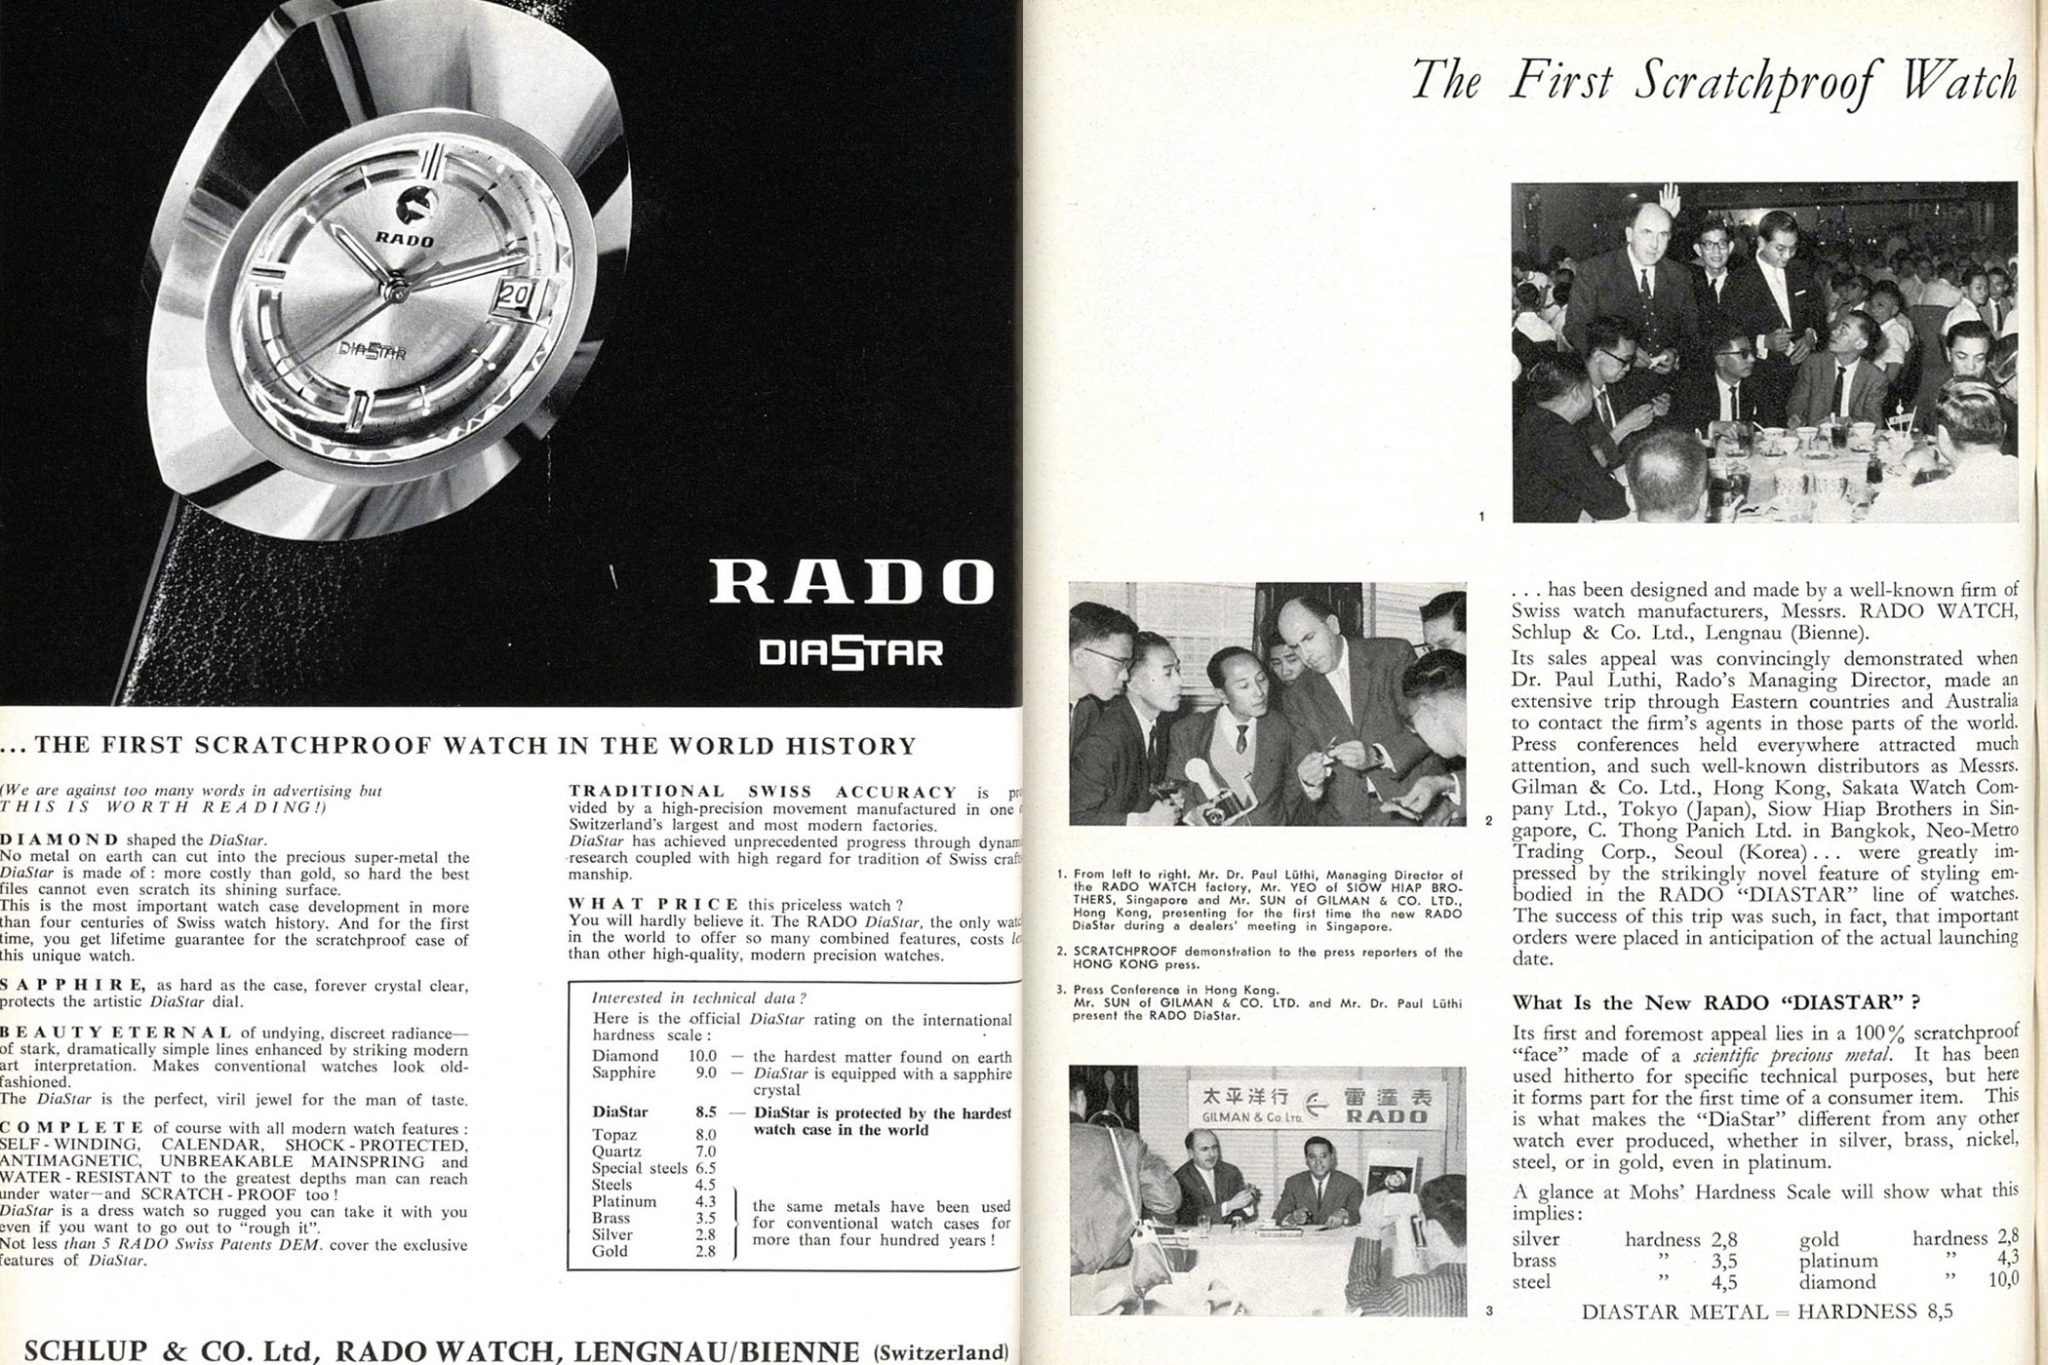 RADO
20
DIASTAR
RADO
DIASTAR
... THE FIRST SCRATCHPROOF WATCH IN THE WORLD HISTORY
(We are against too many words in advertising but
THIS IS WORTH READING!)
DIAMOND shaped the DiaStar.
No metal on earth can cut into the precious super-metal the
DiaStar is made of: more costly than gold, so hard the best
files cannot even scratch its shining surface.
This is the most important watch case development in more
than four centuries of Swiss watch history. And for the first
time, you get lifetime guarantee for the scratchproof case of
this unique watch.
SAPPHIRE, as hard as the case, forever crystal clear,
protects the artistic DiaStar dial.
BEAUTY ETERNAL of undying, discreet radiance—
of stark, dramatically simple lines enhanced by striking modern
art interpretation. Makes conventional watches look old-
fashioned.
The DiaStar is the perfect, viril jewel for the man of taste.
COMPLETE of course with all modern watch features:
SELF-WINDING, CALENDAR, SHOCK-PROTECTED,
ANTIMAGNETIC, UNBREAKABLE MAINSPRING and
WATER-RESISTANT to the greatest depths man can reach
under water—and SCRATCH-PROOF too!
DiaStar is a dress watch so rugged you can take it with you
even if you want to go out to "rough it".
Not less than 5 RADO Swiss Patents DEM. cover the exclusive
features of DiaStar.
TRADITIONAL SWISS ACCURACY is pro
vided by a high-precision movement manufactured in one
Switzerland's largest and most modern factories.
DiaStar has achieved unprecedented progress through dynam
research coupled with high regard for tradition of Swiss craft
manship.
WHAT PRICE this priceless watch?
You will hardly believe it. The RADO DiaStar, the only watc
in the world to offer so many combined features, costs le
than other high-quality, modern precision watches.
Interested in technical data?
Here is the official DiaStar rating on the international
hardness scale:
Diamond 10.0 — the hardest matter found on earth
Sapphire 9.0 — DiaStar is equipped with a sapphire
crystal
DiaStar 8.5 — DiaStar is protected by the hardest
watch case in the world
Topaz 8.0
Quartz 7.0
Special steels 6.5
Steels 4.5
Platinum 4.3 the same metals have been used
Brass 3.5 for conventional watch cases for
Silver 2.8 more than four hundred years!
Gold 2.8
SCHLUP & CO. Ltd, RADO WATCH, LENGNAU/BIENNE (Switzerland)
The First Scratchproof Watch
1
2
1. From left to right. Mr. Dr. Paul Lüthi, Managing Director of
the RADO WATCH factory, Mr. YEO of SIOW HIAP BRO-
THERS, Singapore and Mr. SUN of GILMAN & CO. LTD.,
Hong Kong, presenting for the first time the new RADO
DiaStar during a dealers' meeting in Singapore.
2. SCRATCHPROOF demonstration to the press reporters of the
HONG KONG press.
3. Press Conference in Hong Kong.
Mr. SUN of GILMAN & CO. LTD. and Mr. Dr. Paul Lüthi
present the RADO DiaStar.
太平洋行 雷達表
GILMAN & Co. LTD. RADO
3
... has been designed and made by a well-known firm of
Swiss watch manufacturers, Messrs. RADO WATCH,
Schlup & Co. Ltd., Lengnau (Bienne).
Its sales appeal was convincingly demonstrated when
Dr. Paul Luthi, Rado's Managing Director, made an
extensive trip through Eastern countries and Australia
to contact the firm's agents in those parts of the world.
Press conferences held everywhere attracted much
attention, and such well-known distributors as Messrs.
Gilman & Co. Ltd., Hong Kong, Sakata Watch Com-
pany Ltd., Tokyo (Japan), Siow Hiap Brothers in Sin-
gapore, C. Thong Panich Ltd. in Bangkok, Neo-Metro
Trading Corp., Seoul (Korea)... were greatly im-
pressed by the strikingly novel feature of styling em-
bodied in the RADO "DIASTAR" line of watches.
The success of this trip was such, in fact, that important
orders were placed in anticipation of the actual launching
date.
What Is the New RADO "DIASTAR"?
Its first and foremost appeal lies in a 100% scratchproof
"face" made of a scientific precious metal. It has been
used hitherto for specific technical purposes, but here
it forms part for the first time of a consumer item. This
is what makes the "DiaStar" different from any other
watch ever produced, whether in silver, brass, nickel,
steel, or in gold, even in platinum.
A glance at Mohs' Hardness Scale will show what this
implies:
silver hardness 2,8 gold hardness 2,8
brass " 3,5 platinum " 4,3
steel " 4,5 diamond " 10,0
DIASTAR METAL = HARDNESS 8,5